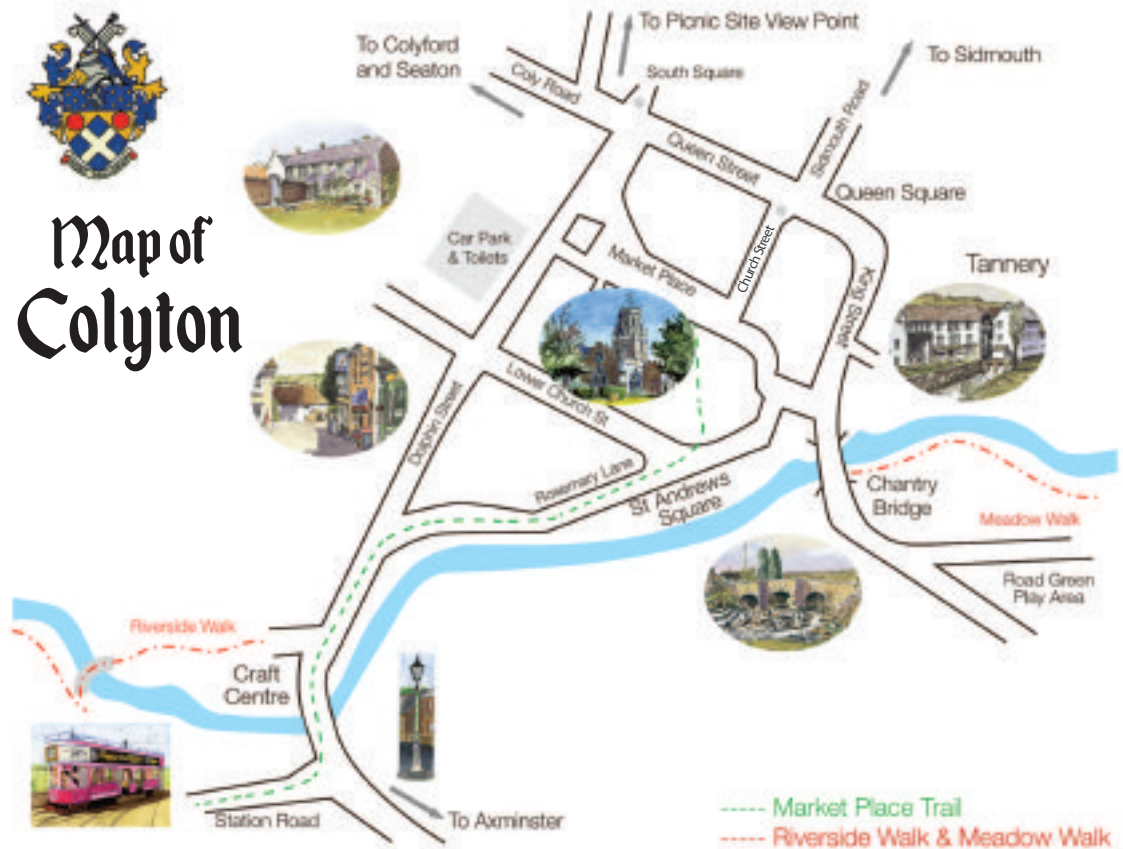 To Picnic Site View Point
To Colyford
and Seaton
To Sidmouth
Coly Road
South Square
Sidmouth Road
Queen Street
Queen Square
Map of
Colyton
Car Park
& Toilets
Market Place
Church Street
King Street
Tannery
Lower Church St
Dolphin Street
Rosemary Lane
St Andrews
Square
Chantry
Bridge
Meadow Walk
Road Green
Play Area
Riverside Walk
Craft
Centre
Station Road
To Axminster
Market Place Trail
Riverside Walk & Meadow Walk